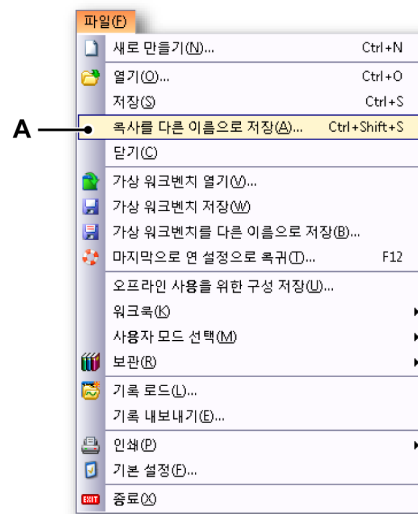 파일(F)
새로 만들기(N)... Ctrl+N
열기(O)... Ctrl+O
저장(S) Ctrl+S
A 복사를 다른 이름으로 저장(A)... Ctrl+Shift+S
닫기(C)
가상 워크벤치 열기(V)...
가상 워크벤치 저장(W)
가상 워크벤치를 다른 이름으로 저장(B)...
마지막으로 연 설정으로 복귀(T)... F12
오프라인 사용을 위한 구성 저장(U)...
워크북(K)
사용자 모드 선택(M)
보관(R)
기록 로드(L)...
기록 내보내기(E)...
인쇄(P)
기본 설정(F)...
EXIT 종료(X)